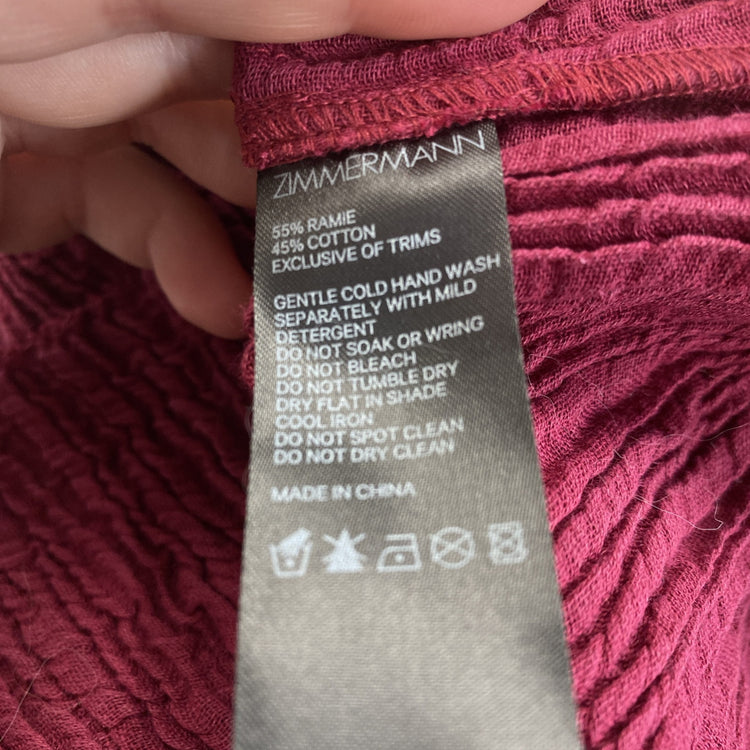 ZIMMERMANN
55% RAMIE
45% COTTON
EXCLUSIVE OF TRIMS
GENTLE COLD HAND WASH
SEPARATELY WITH MILD
DETERGENT
DO NOT SOAK OR WRING
DO NOT BLEACH
DO NOT TUMBLE DRY
DRY FLAT IN SHADE
COOL IRON
DO NOT SPOT CLEAN
DO NOT DRY CLEAN
MADE IN CHINA